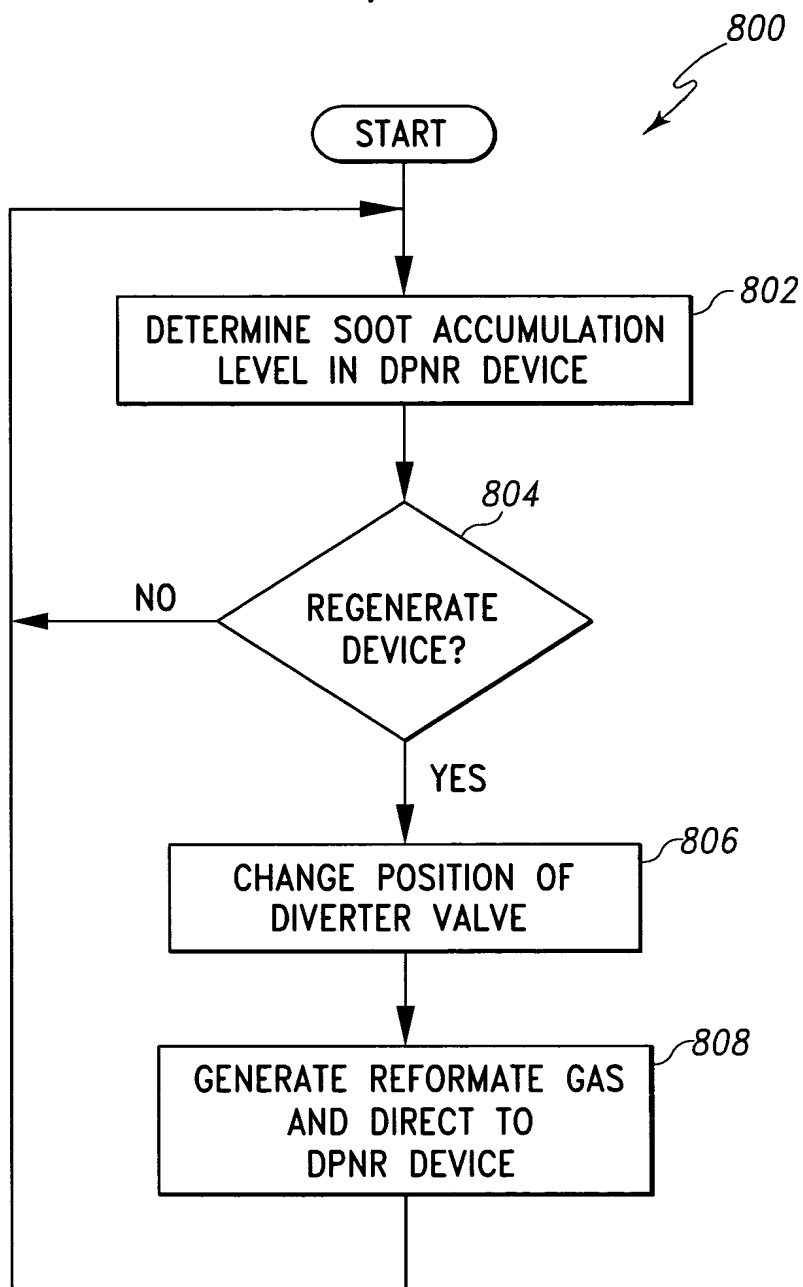 800
START
802
DETERMINE SOOT ACCUMULATION
LEVEL IN DPNR DEVICE
804
NO
REGENERATE
DEVICE?
YES
806
CHANGE POSITION OF
DIVERTER VALVE
808
GENERATE REFORMATE GAS
AND DIRECT TO
DPNR DEVICE